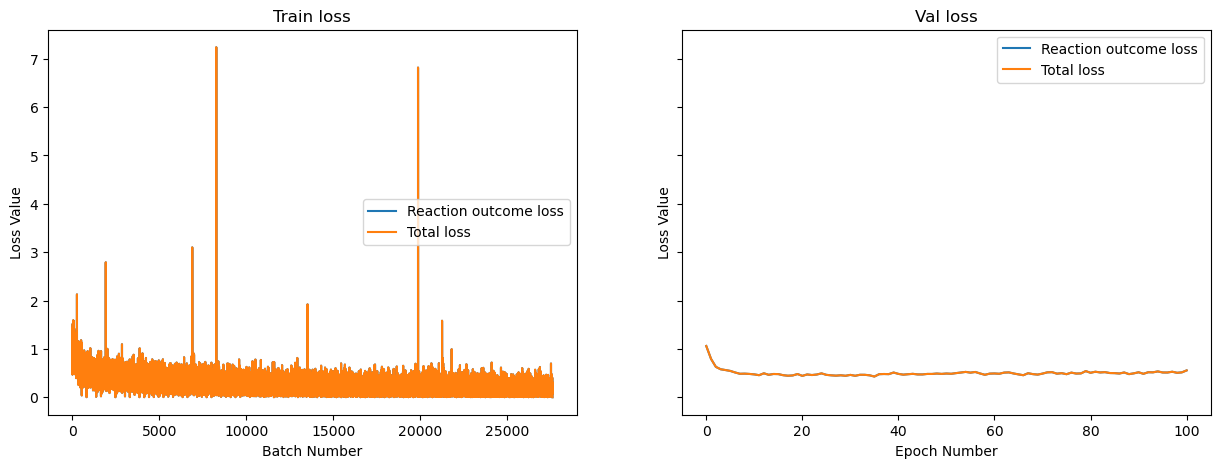 Train loss
Loss Value
7
6
5
4
3
2
1
0
Reaction outcome loss
Total loss
0
5000
10000
15000
20000
25000
Batch Number
Val loss
Loss Value
Reaction outcome loss
Total loss
0
20
40
60
80
100
Epoch Number